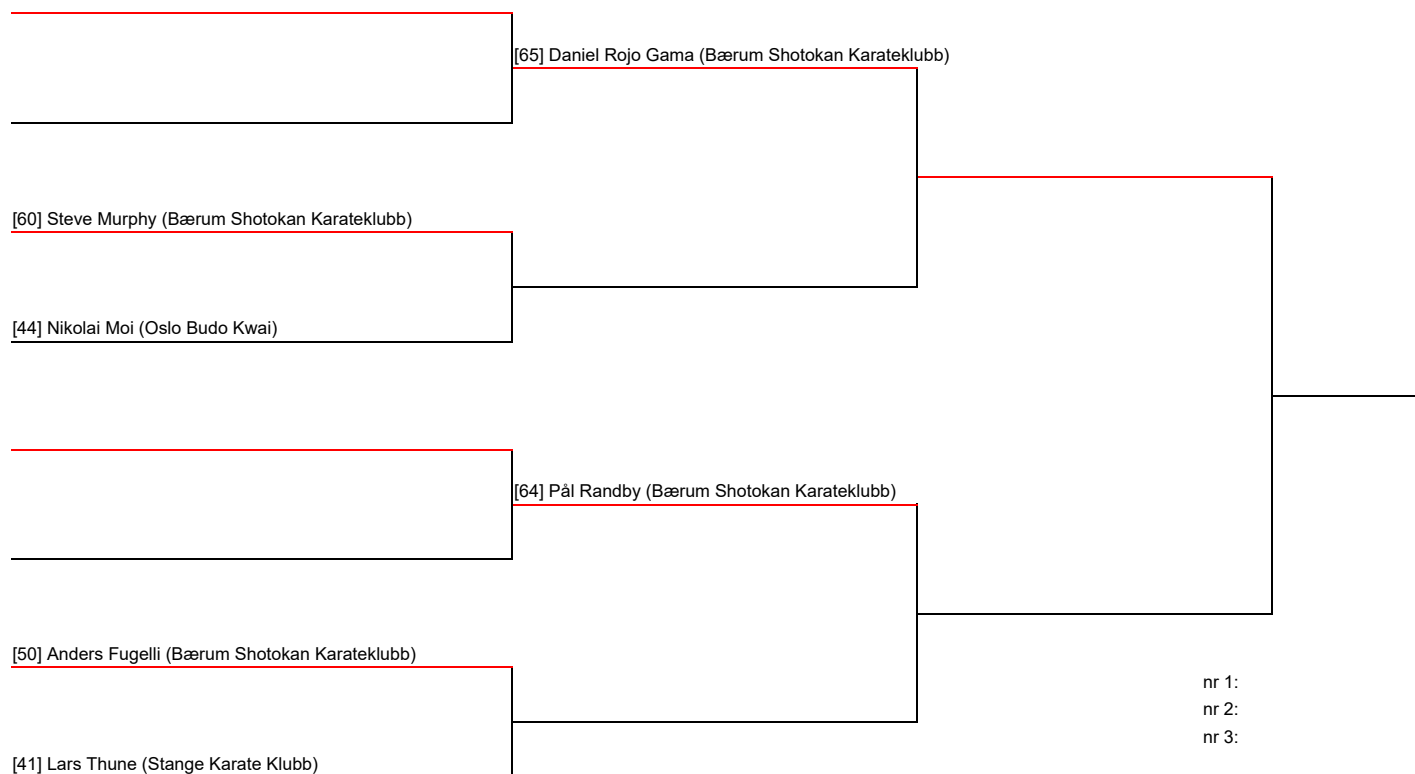 [65] Daniel Rojo Gama (Bærum Shotokan Karateklubb)
[60] Steve Murphy (Bærum Shotokan Karateklubb)
[44] Nikolai Moi (Oslo Budo Kwai)
[64] Pål Randby (Bærum Shotokan Karateklubb)
[50] Anders Fugelli (Bærum Shotokan Karateklubb)
[41] Lars Thune (Stange Karate Klubb)
nr 1:
nr 2:
nr 3: